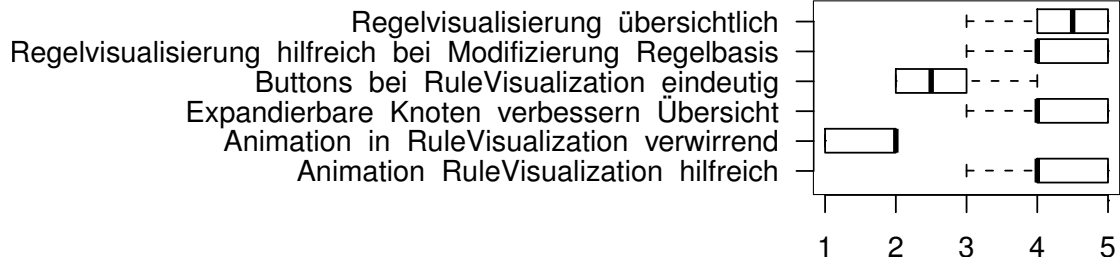 Regelvisualisierung übersichtlich
Regelvisualisierung hilfreich bei Modifizierung Regelbasis
Buttons bei RuleVisualization eindeutig
Expandierbare Knoten verbessern Übersicht
Animation in RuleVisualization verwirrend
Animation RuleVisualization hilfreich
1 2 3 4 5